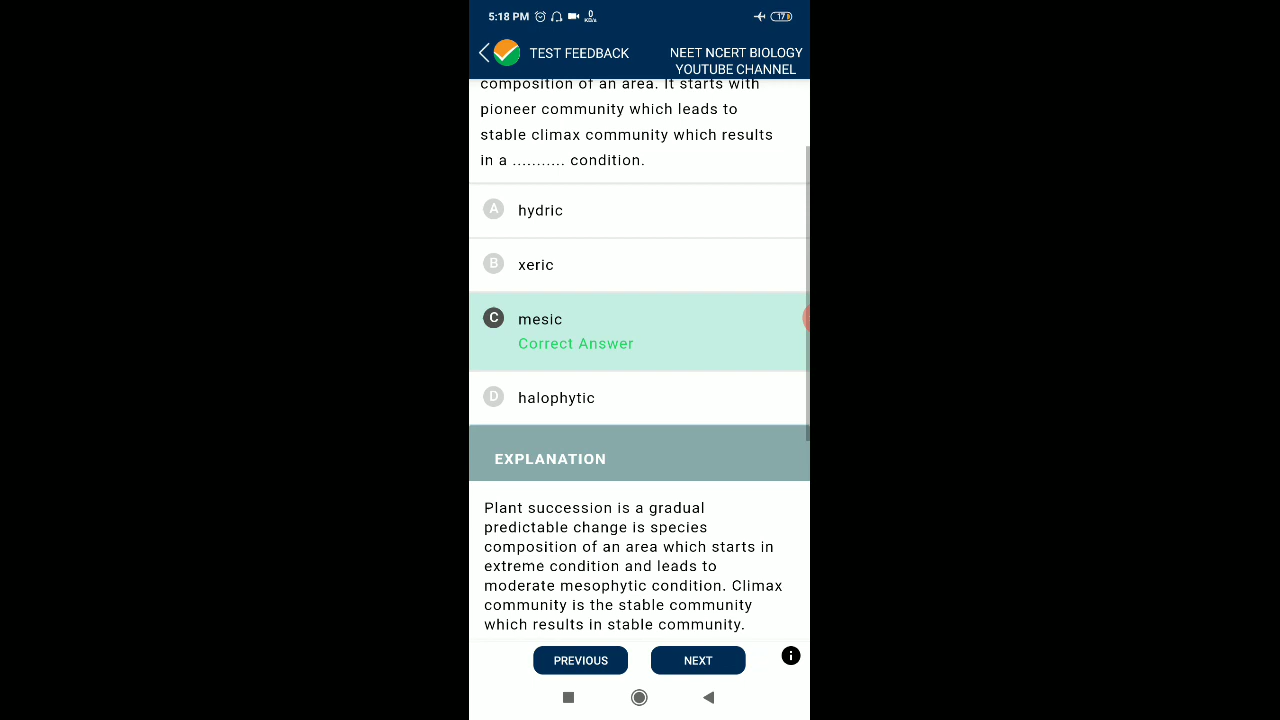 5:18 PM 0 KB/s 17
TEST FEEDBACK NEET NCERT BIOLOGY
YOUTUBE CHANNEL
composition of an area. It starts with
pioneer community which leads to
stable climax community which results
in a ........... condition.
A hydric
B xeric
C mesic
Correct Answer
D halophytic
EXPLANATION
Plant succession is a gradual
predictable change is species
composition of an area which starts in
extreme condition and leads to
moderate mesophytic condition. Climax
community is the stable community
which results in stable community.
PREVIOUS NEXT